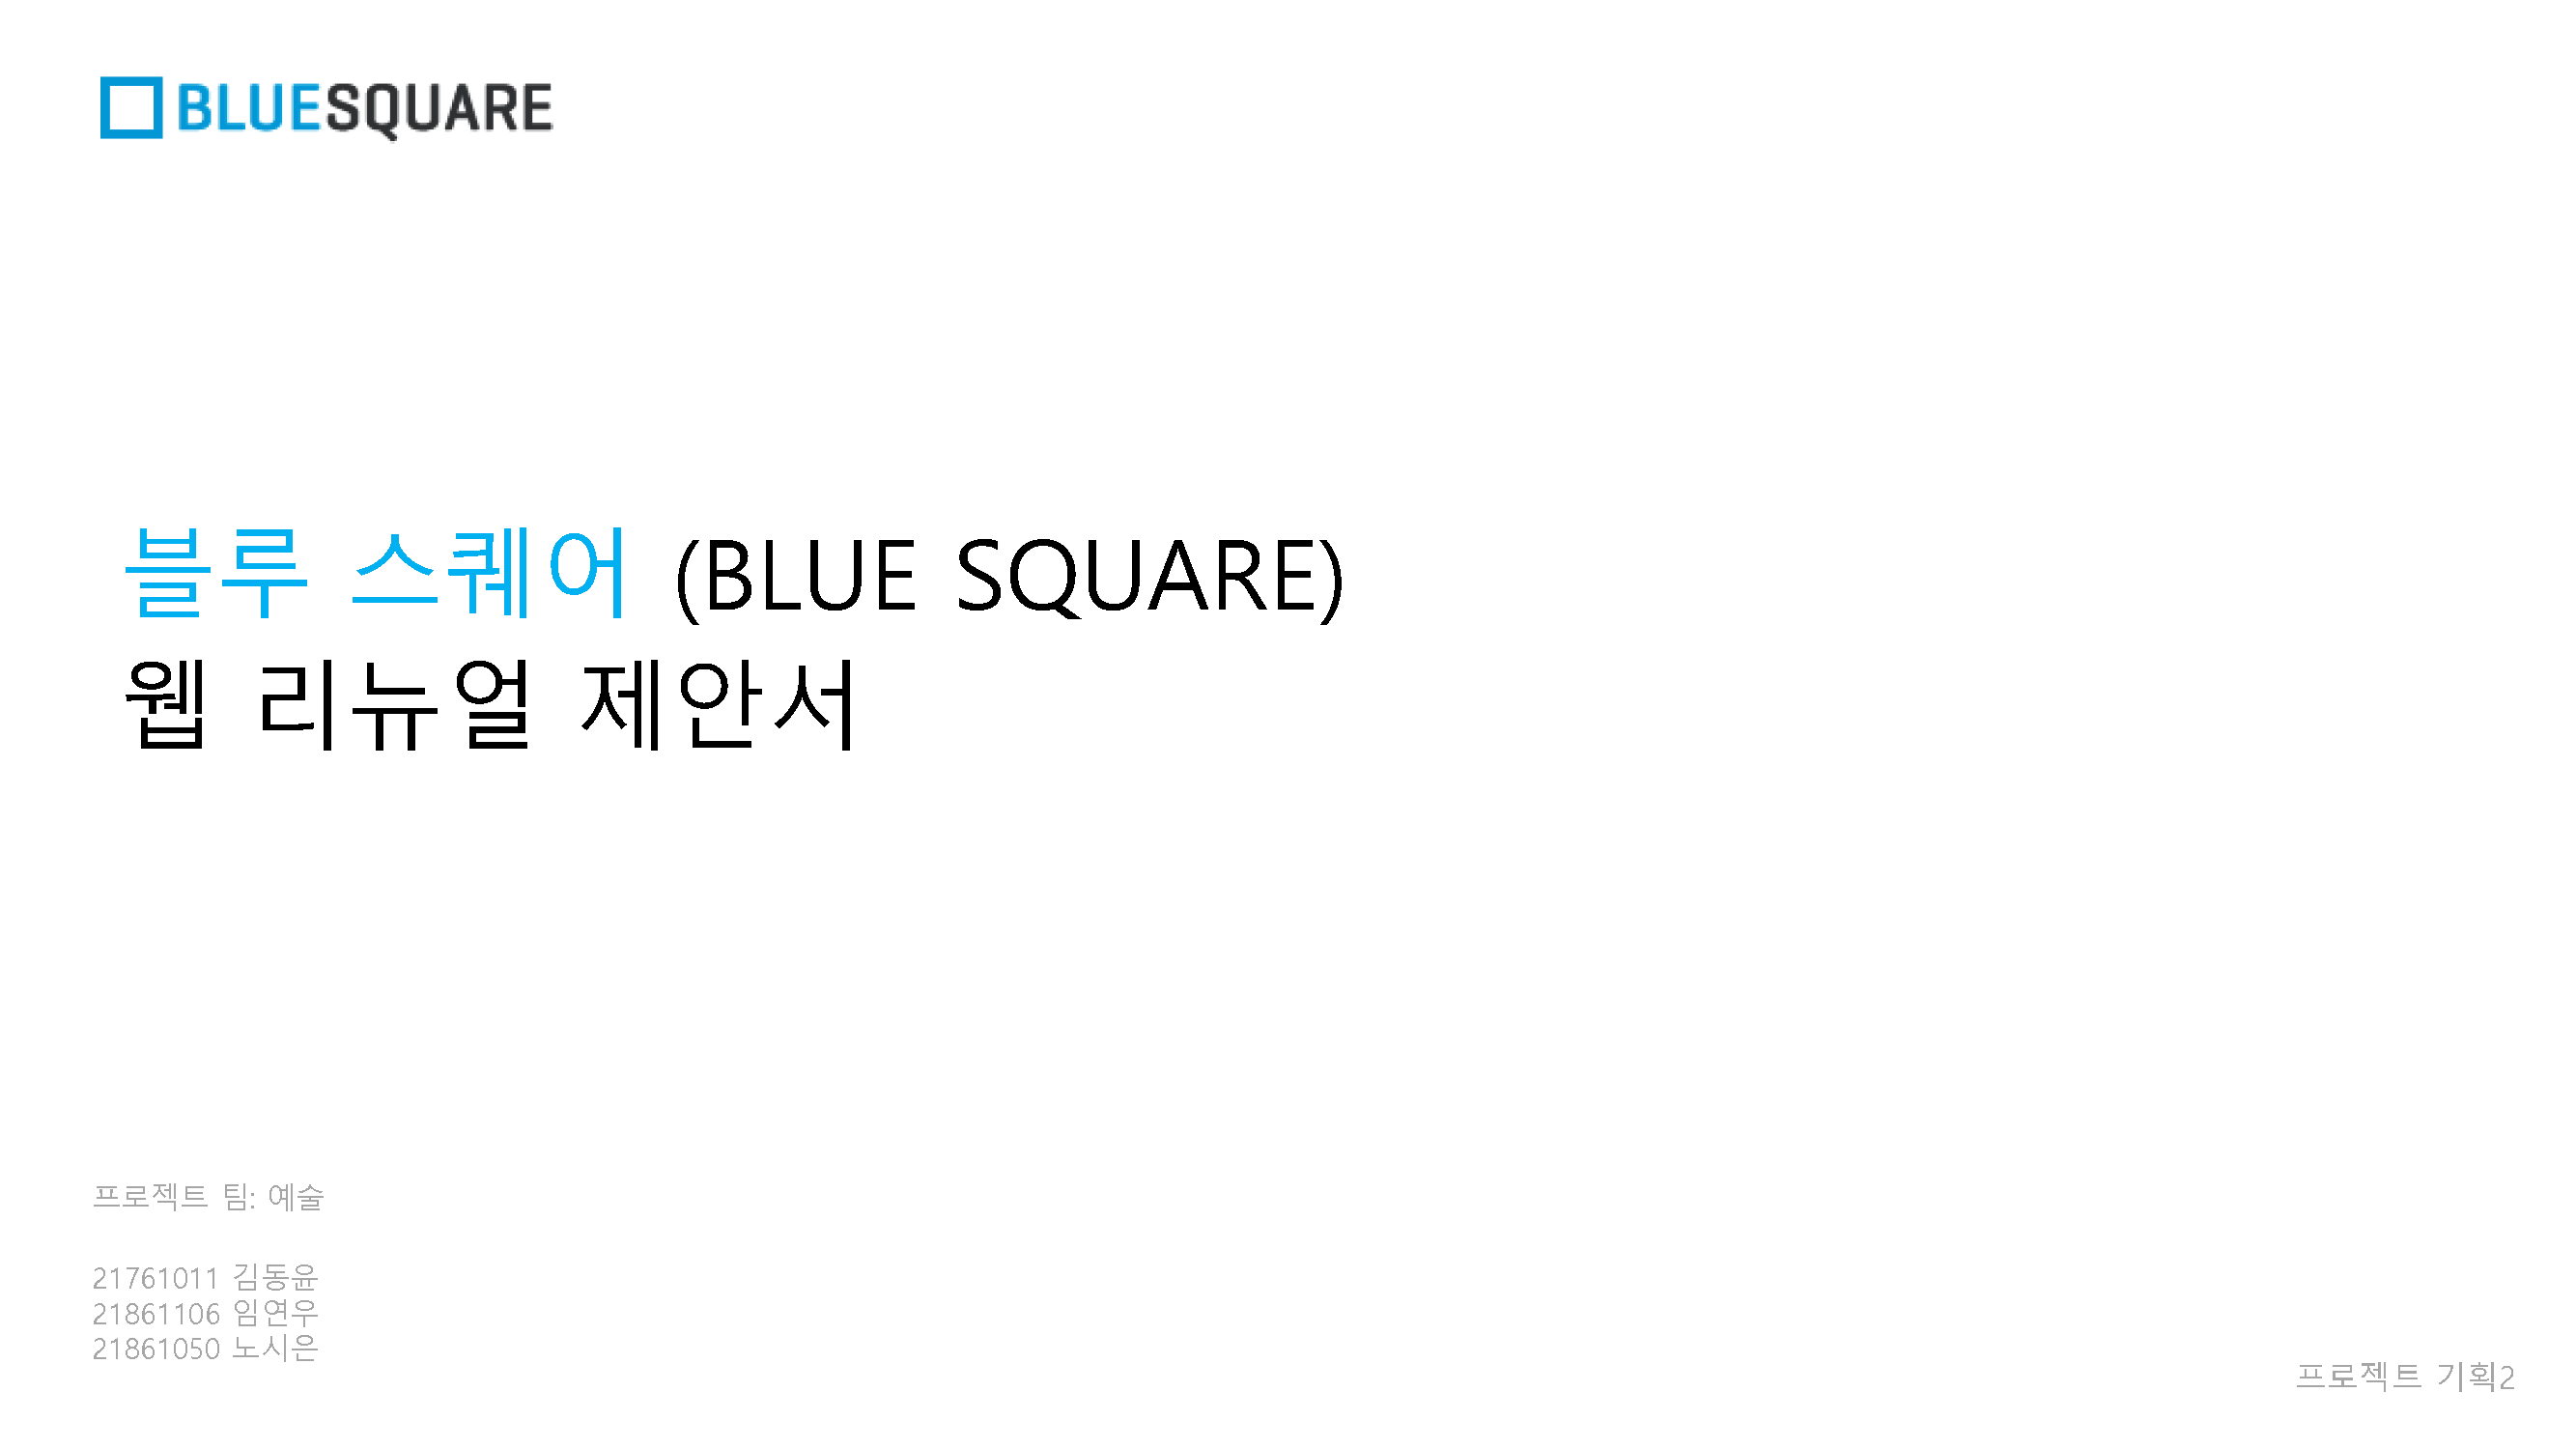 BLUESQUARE
블루 스퀘어 (BLUE SQUARE)
웹 리뉴얼 제안서
프로젝트 팀: 예술
21761011 김동윤
21861106 임연우
21861050 노시은
프로젝트 기획2